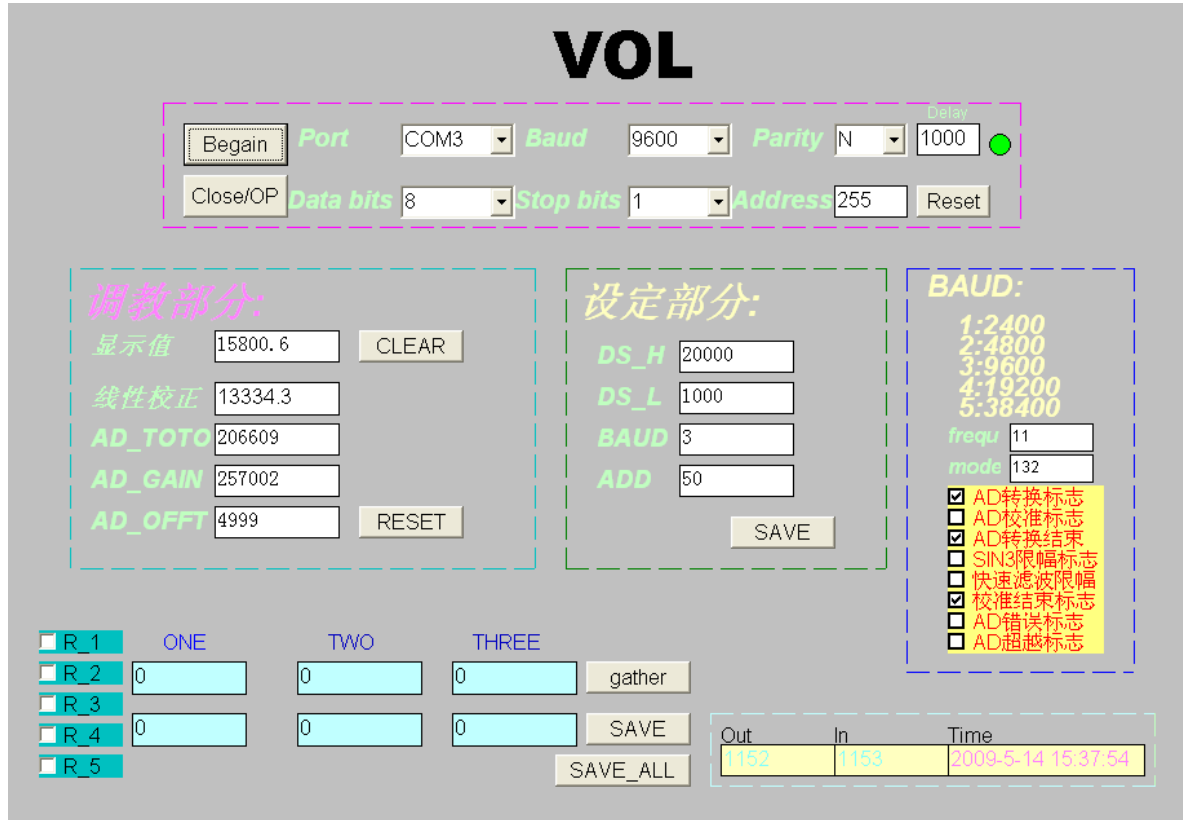 VOL
Delay
Begain Port COM3 Baud 9600 Parity N 1000
Close/OP Data bits 8 Stop bits 1 Address 255 Reset
调教部分:
显示值 15800.6 CLEAR
线性校正 13334.3
AD_TOTO 206609
AD_GAIN 257002
AD_OFFT 4999 RESET
设定部分:
DS_H 20000
DS_L 1000
BAUD 3
ADD 50
SAVE
BAUD:
1:2400
2:4800
3:9600
4:19200
5:38400
frequ 11
mode 132
AD转换标志
AD校准标志
AD转换结束
SIN3限幅标志
快速滤波限幅
校准结束标志
AD错误标志
AD超越标志
R_1 ONE TWO THREE
R_2 0 0 0 gather
R_3
R_4 0 0 0 SAVE
R_5 SAVE_ALL
Out In Time
1152 1153 2009-5-14 15:37:54